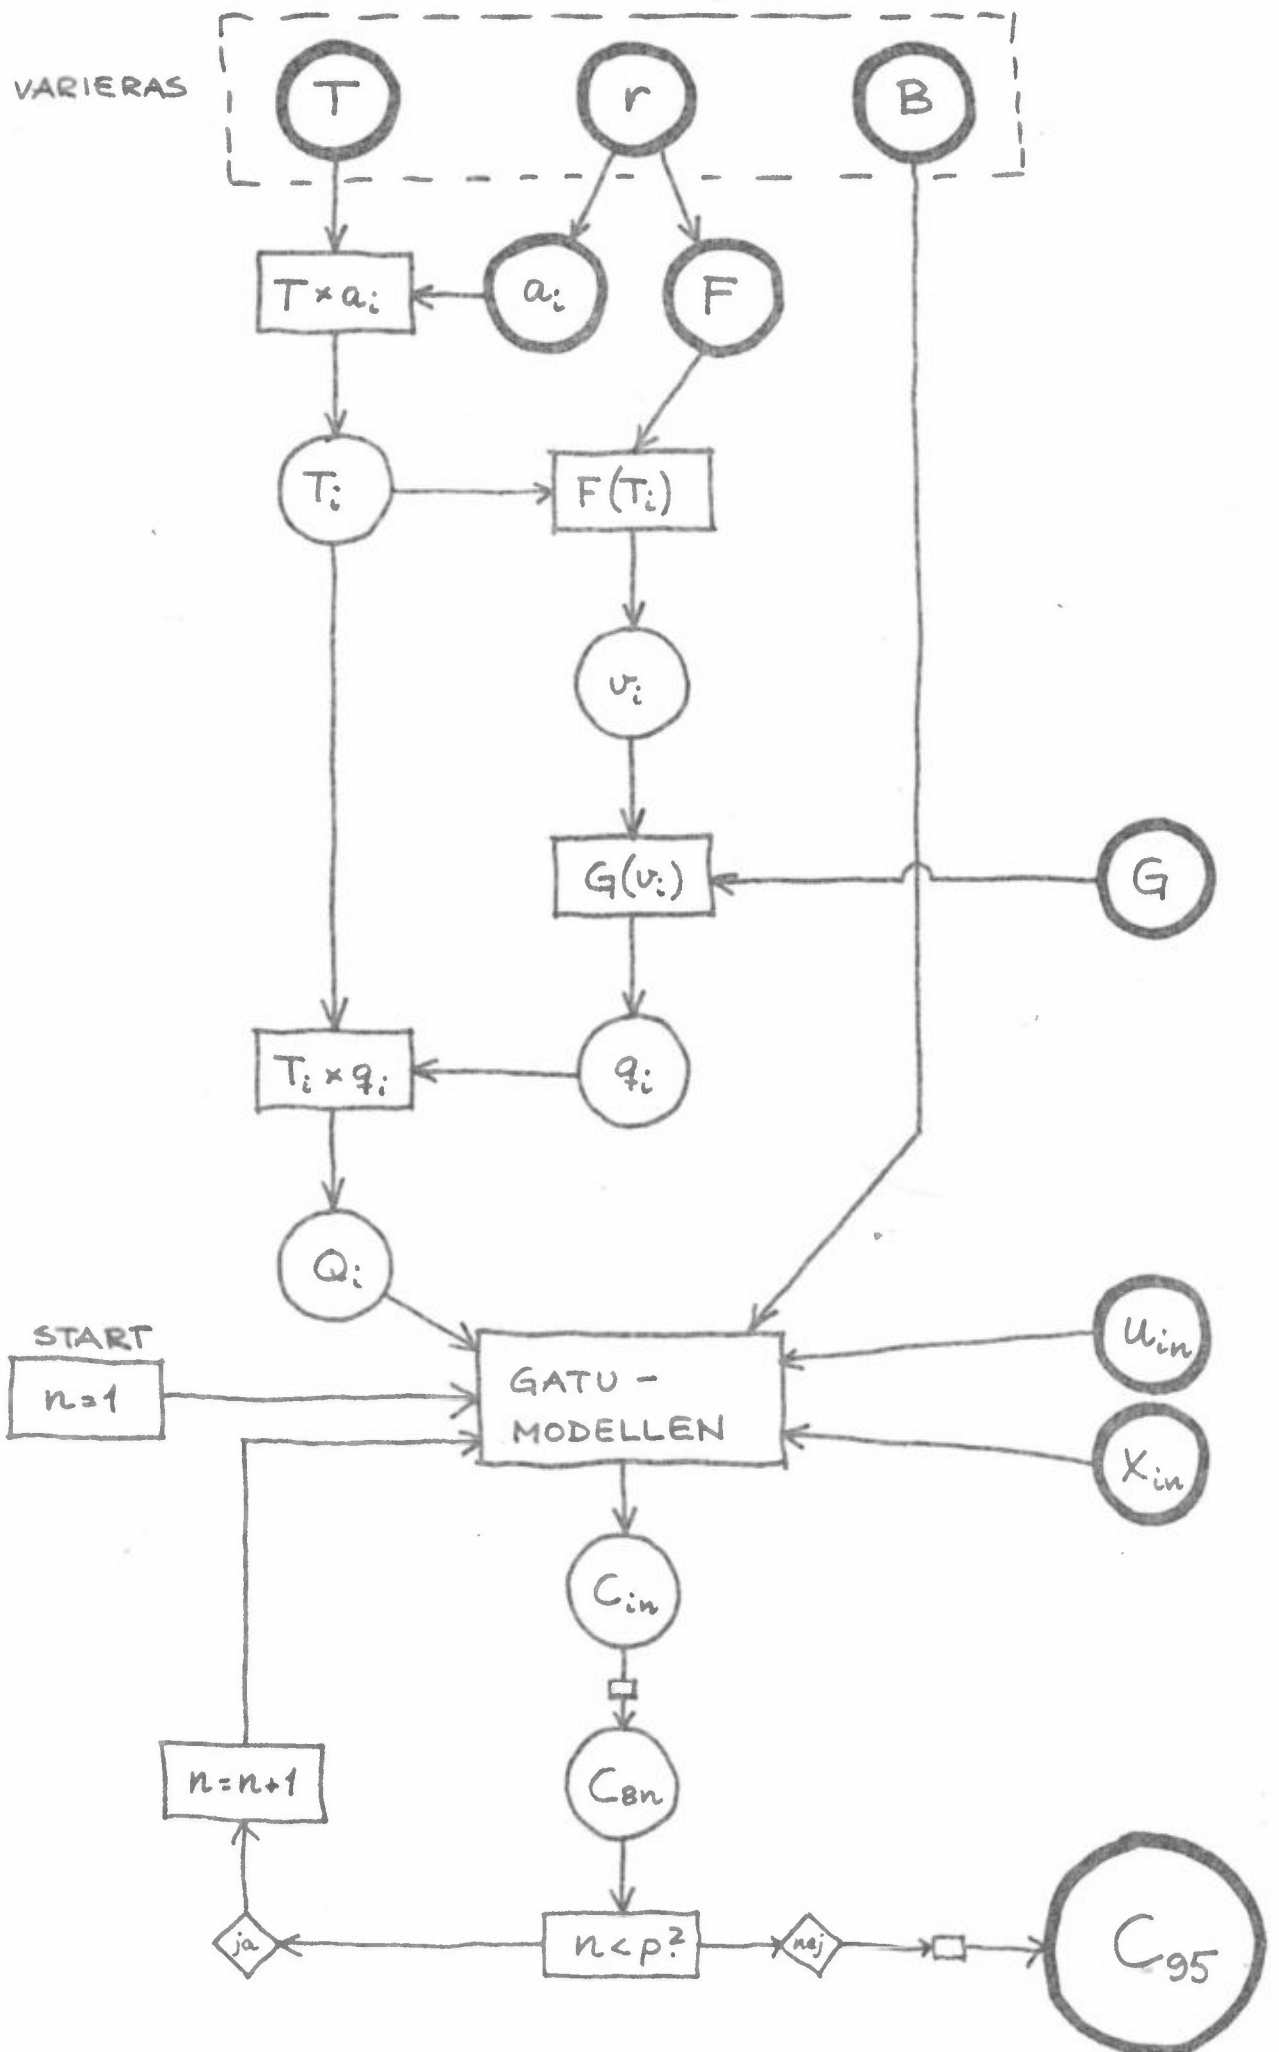 VARIERAS
T
r
B
T × aᵢ
aᵢ
F
Tᵢ
F(Tᵢ)
vᵢ
G(vᵢ)
G
Tᵢ × qᵢ
qᵢ
Qᵢ
START
n=1
GATU-
MODELLEN
uᵢₙ
Xᵢₙ
Cᵢₙ
n=n+1
C₈ₙ
ja
n<p?
nej
C₉₅